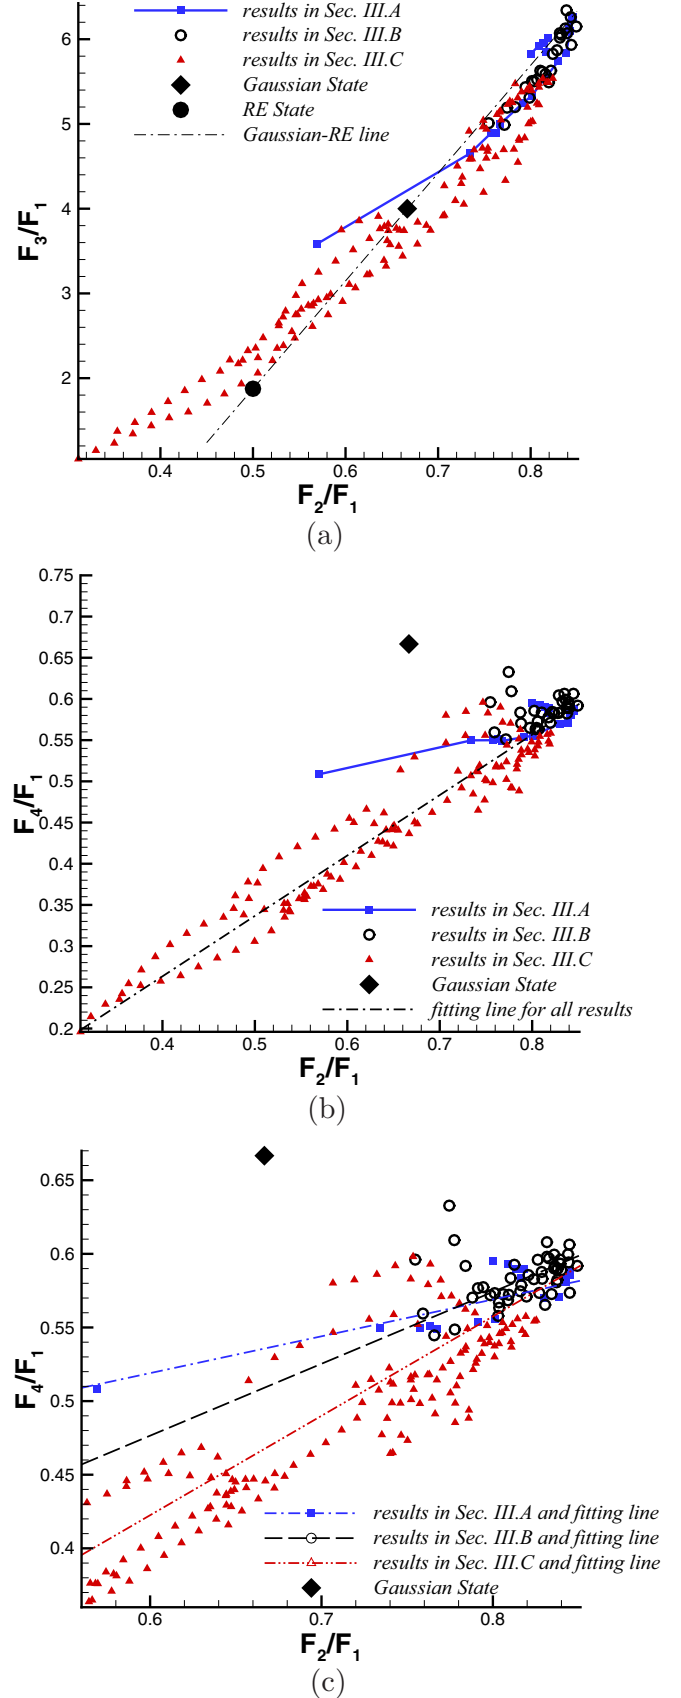 results in Sec. III.A
results in Sec. III.B
results in Sec. III.C
Gaussian State
RE State
Gaussian-RE line
6
5
4
3
2
F3/F1
0.4 0.5 0.6 0.7 0.8
F2/F1
(a)
0.75
0.7
0.65
0.6
0.55
0.5
0.45
0.4
0.35
0.3
0.25
0.2
F4/F1
results in Sec. III.A
results in Sec. III.B
results in Sec. III.C
Gaussian State
fitting line for all results
0.4 0.5 0.6 0.7 0.8
F2/F1
(b)
0.65
0.6
0.55
0.5
0.45
0.4
F4/F1
results in Sec. III.A and fitting line
results in Sec. III.B and fitting line
results in Sec. III.C and fitting line
Gaussian State
0.6 0.7 0.8
F2/F1
(c)